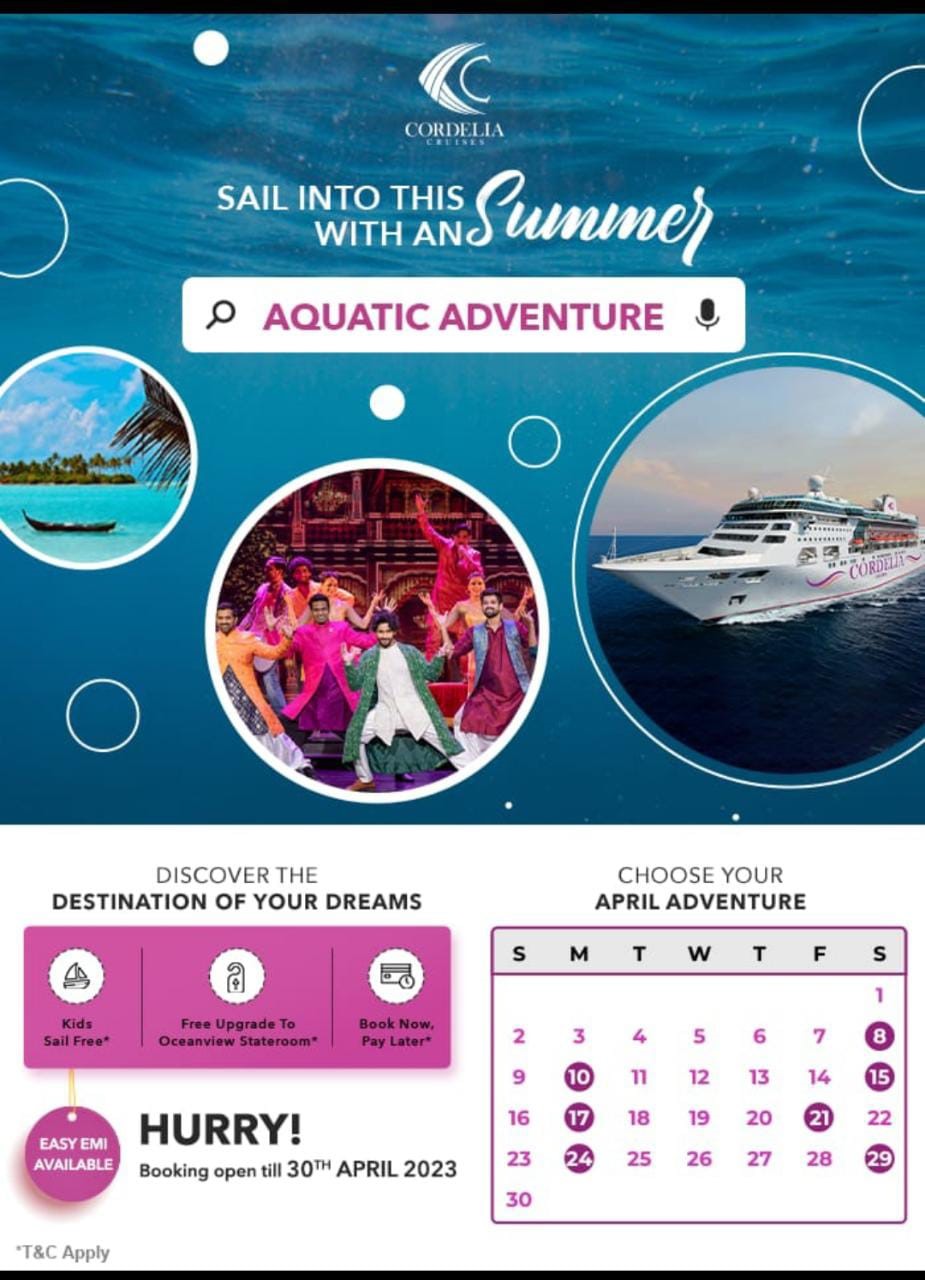 CORDELIA
CRUISES
SAIL INTO THIS Summer
WITH AN
AQUATIC ADVENTURE
CORDELIA
DISCOVER THE
DESTINATION OF YOUR DREAMS
Kids
Sail Free*
Free Upgrade To
Oceanview Stateroom*
Book Now,
Pay Later*
EASY EMI
AVAILABLE
HURRY!
Booking open till 30TH APRIL 2023
CHOOSE YOUR
APRIL ADVENTURE
S M T W T F S
1
2 3 4 5 6 7 8
9 10 11 12 13 14 15
16 17 18 19 20 21 22
23 24 25 26 27 28 29
30
*T&C Apply